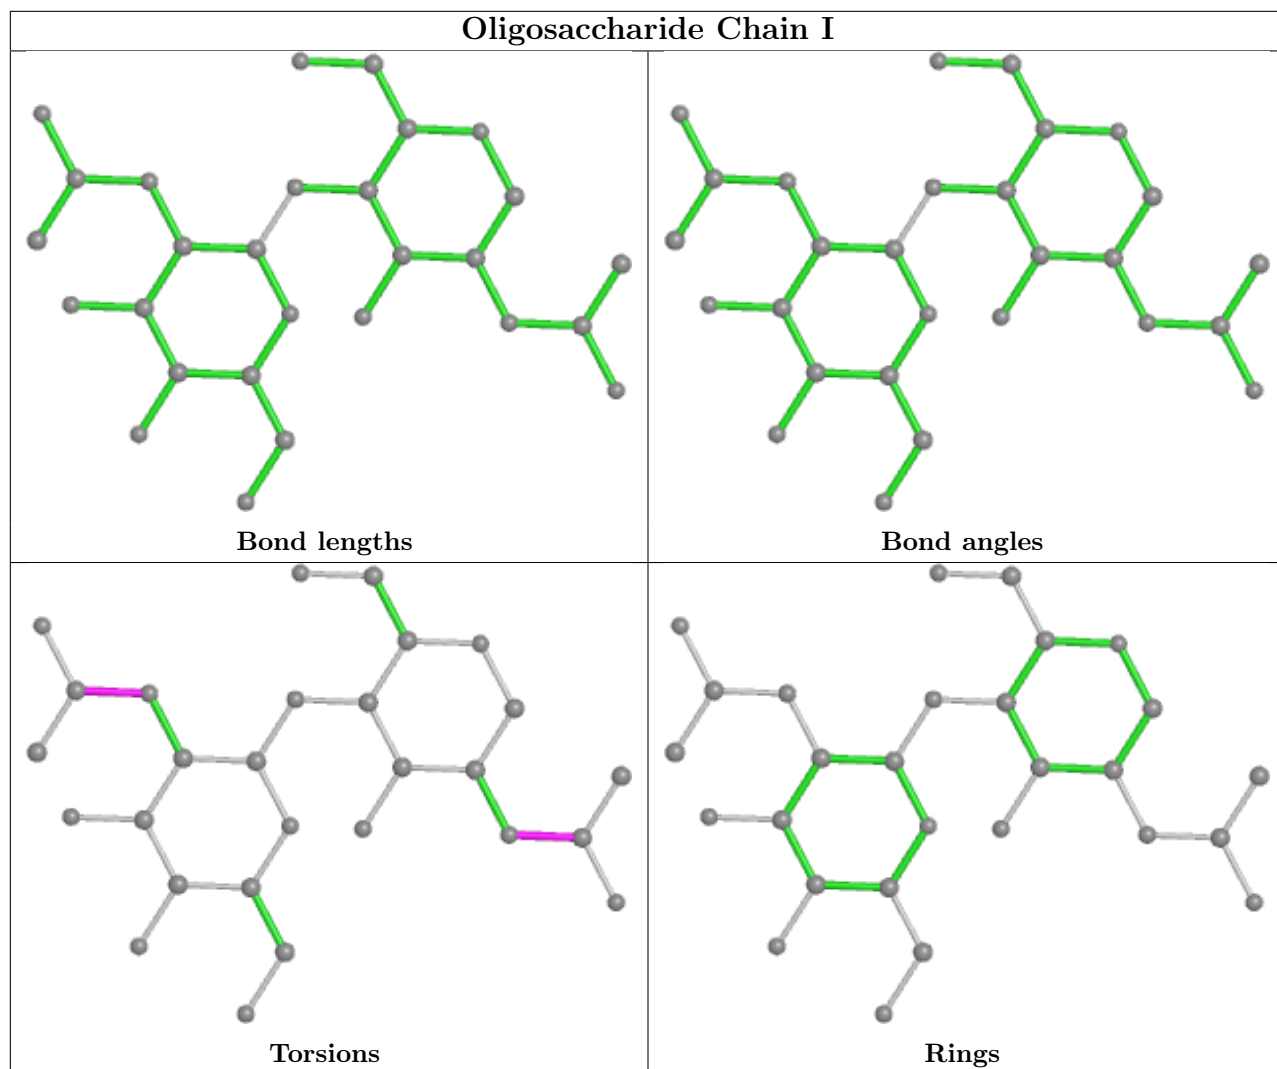 Oligosaccharide Chain I
Bond lengths
Bond angles
Torsions
Rings